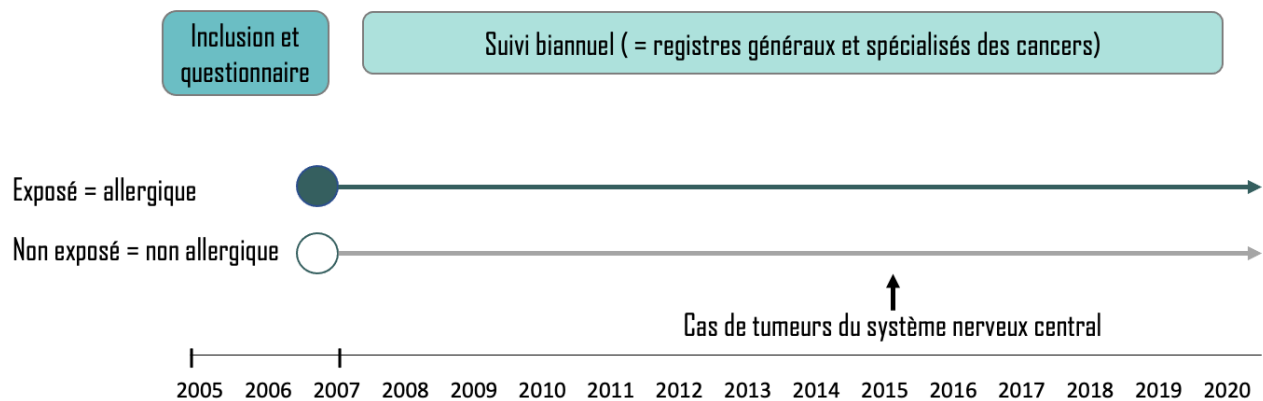 Inclusion et
questionnaire
Suivi biannuel ( = registres généraux et spécialisés des cancers)
Exposé = allergique
Non exposé = non allergique
Cas de tumeurs du système nerveux central
2005 2006 2007 2008 2009 2010 2011 2012 2013 2014 2015 2016 2017 2018 2019 2020